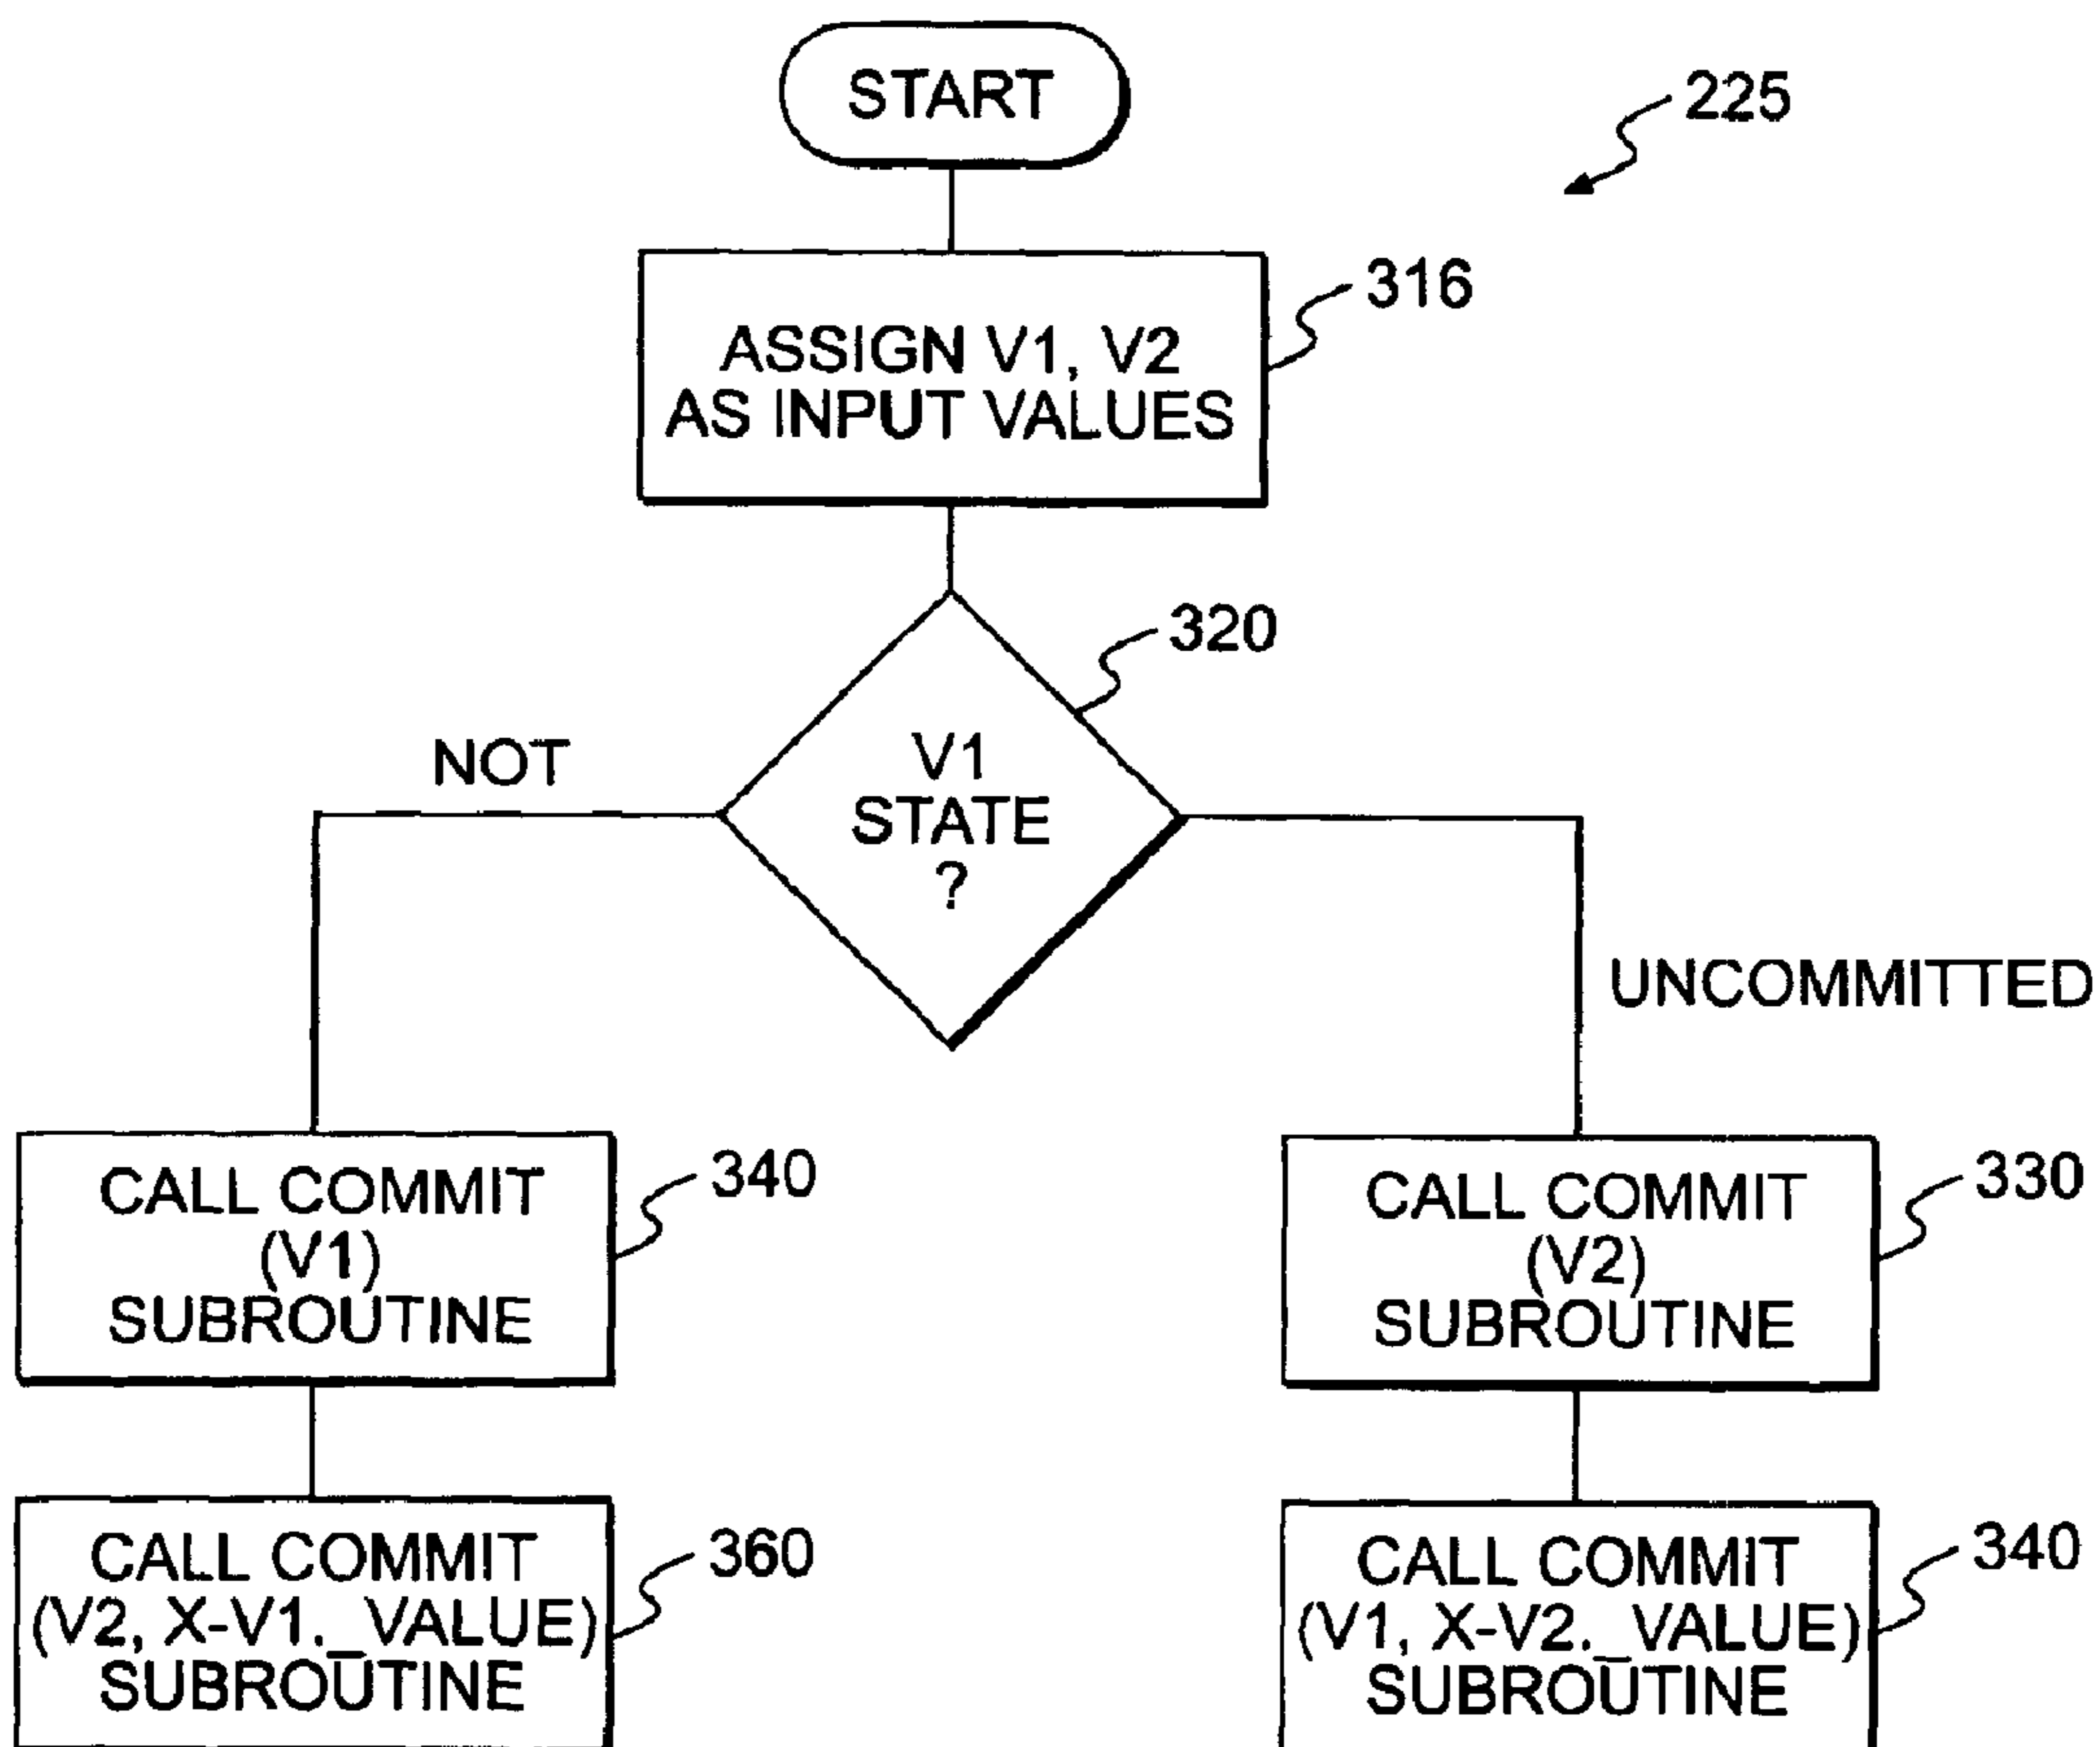 START
225
ASSIGN V1, V2
AS INPUT VALUES
316
V1
STATE
?
320
NOT
UNCOMMITTED
CALL COMMIT
(V1)
SUBROUTINE
340
CALL COMMIT
(V2)
SUBROUTINE
330
CALL COMMIT
(V2, X-V1._VALUE)
SUBROUTINE
360
CALL COMMIT
(V1, X-V2._VALUE)
SUBROUTINE
340